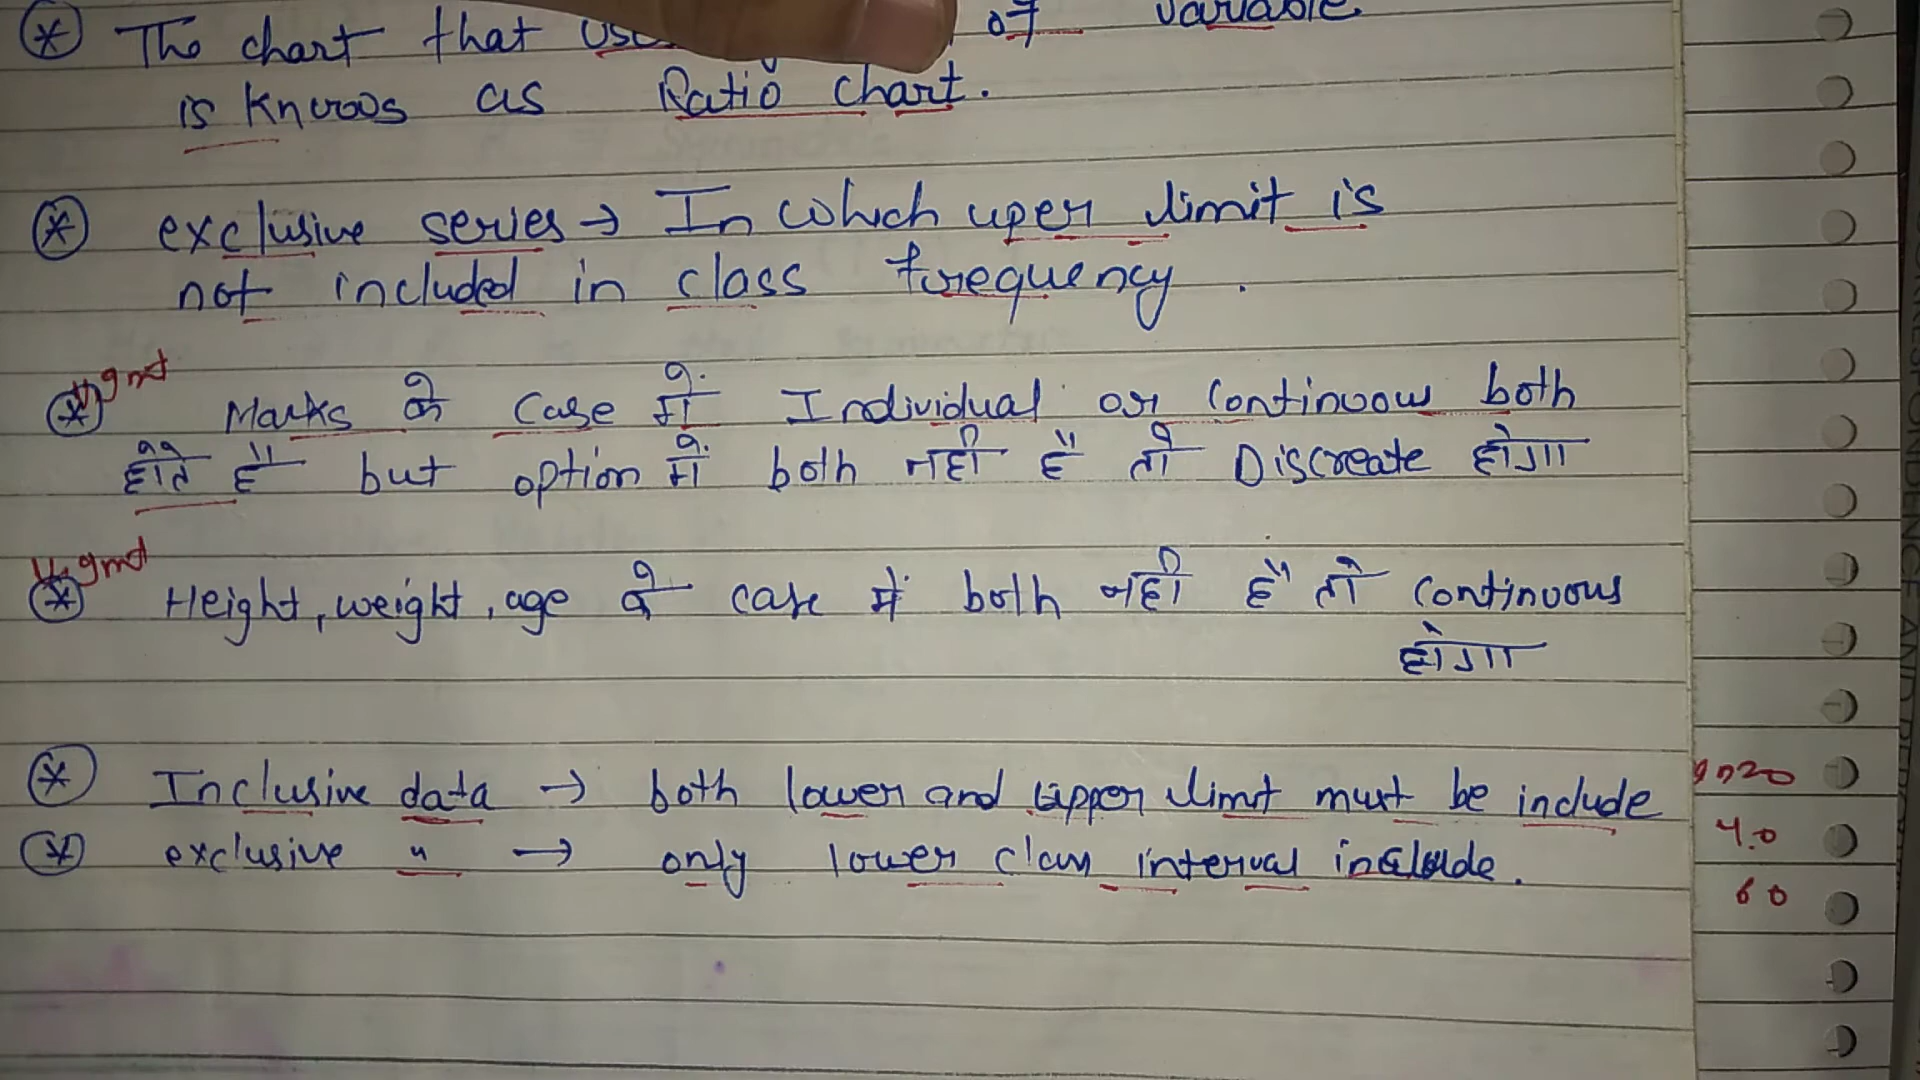 The chart that use of variable
is Knows as Ratio chart.
exclusive series → In which uper limit is
not included in class frequency.
Marks के Case में Individual or Continuous both
होते हैं but option में both नही है तो Discreate होगा
Height, weight, age के case में both नही है तो continuous
होगा
Inclusive data → both lower and upper limit must be include
exclusive " → only lower class interval include.
20
40
60
CORRESPONDENCE AND